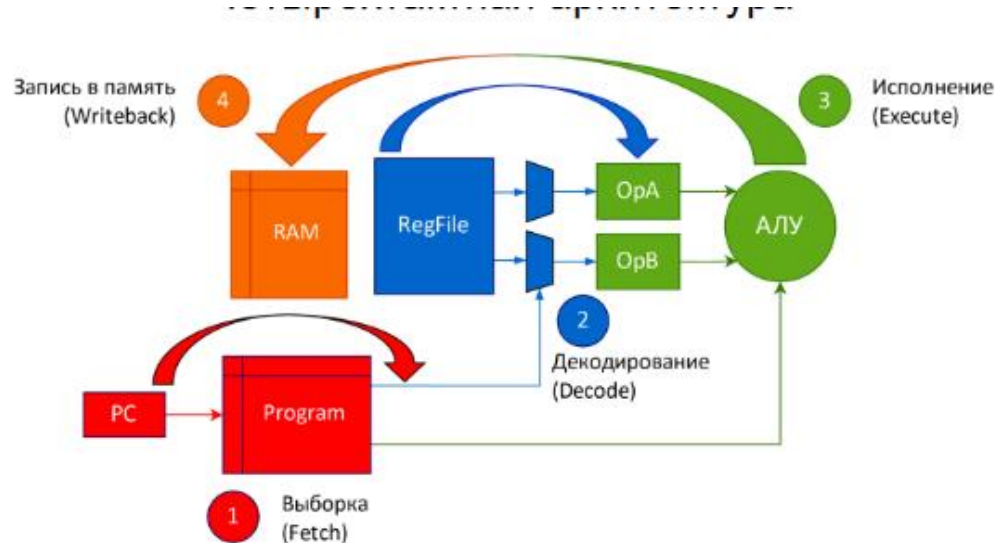 Запись в память
(Writeback)
4
3
Исполнение
(Execute)
RAM
RegFile
OpA
OpB
АЛУ
2
Декодирование
(Decode)
PC
Program
1
Выборка
(Fetch)